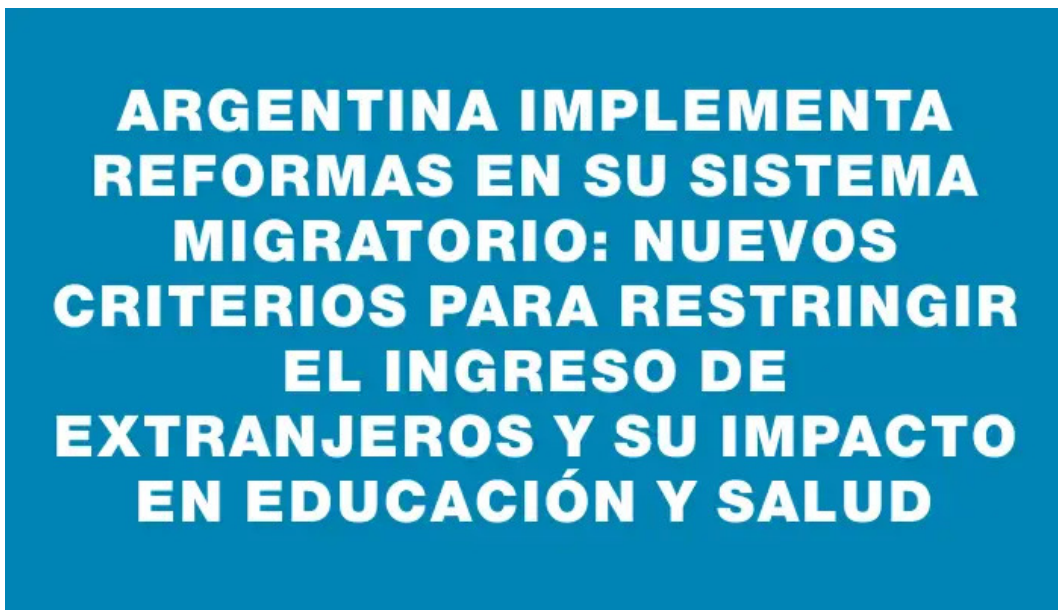 ARGENTINA IMPLEMENTA
REFORMAS EN SU SISTEMA
MIGRATORIO: NUEVOS
CRITERIOS PARA RESTRINGIR
EL INGRESO DE
EXTRANJEROS Y SU IMPACTO
EN EDUCACIÓN Y SALUD